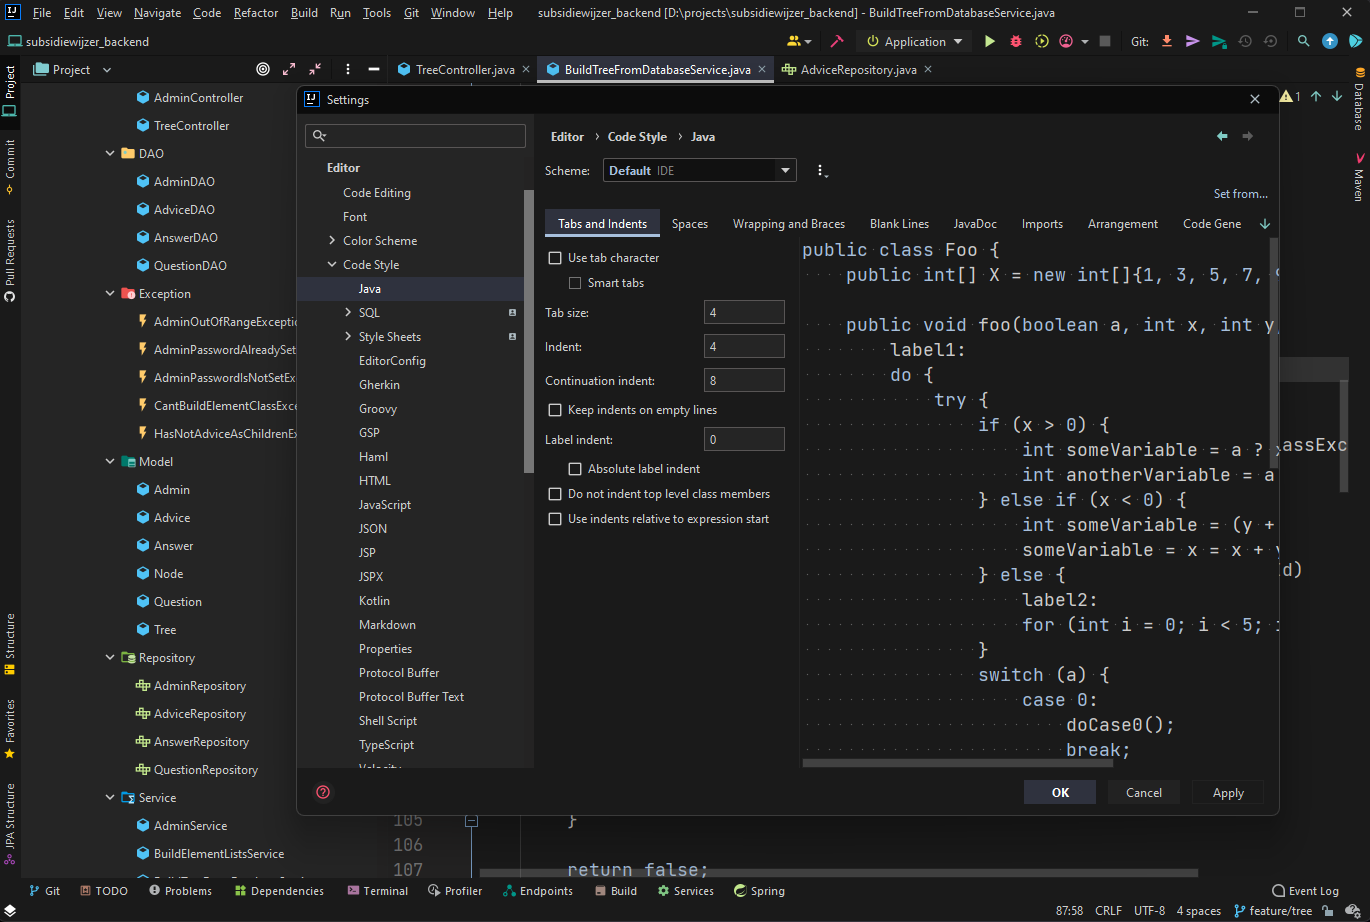 File Edit View Navigate Code Refactor Build Run Tools Git Window Help subsidiewijzer_backend [D:\projects\subsidiewijzer_backend] - BuildTreeFromDatabaseService.java
subsidiewijzer_backend Application Git:
Project
TreeController.java BuildTreeFromDatabaseService.java AdviceRepository.java
Project
Commit
Pull Requests
Structure
Favorites
JPA Structure
AdminController
TreeController
DAO
AdminDAO
AdviceDAO
AnswerDAO
QuestionDAO
Exception
AdminOutOfRangeExceptio
AdminPasswordAlreadySet
AdminPasswordIsNotSetEx
CantBuildElementClassExce
HasNotAdviceAsChildrenEx
Model
Admin
Advice
Answer
Node
Question
Tree
Repository
AdminRepository
AdviceRepository
AnswerRepository
QuestionRepository
Service
AdminService
BuildElementListsService
Settings
Editor
Code Editing
Font
Color Scheme
Code Style
Java
SQL
Style Sheets
EditorConfig
Gherkin
Groovy
GSP
Haml
HTML
JavaScript
JSON
JSP
JSPX
Kotlin
Markdown
Properties
Protocol Buffer
Protocol Buffer Text
Shell Script
TypeScript
Velocity
Editor › Code Style › Java
Scheme: Default IDE
Set from...
Tabs and Indents Spaces Wrapping and Braces Blank Lines JavaDoc Imports Arrangement Code Gene
Use tab character
Smart tabs
Tab size: 4
Indent: 4
Continuation indent: 8
Keep indents on empty lines
Label indent: 0
Absolute label indent
Do not indent top level class members
Use indents relative to expression start
public class Foo {
public int[] X = new int[]{1, 3, 5, 7, 9
public void foo(boolean a, int x, int y
label1:
do {
try {
if (x > 0) {
int someVariable = a ? x
int anotherVariable = a
} else if (x < 0) {
int someVariable = (y +
someVariable = x = x + y
} else {
label2:
for (int i = 0; i < 5; i
}
switch (a) {
case 0:
doCase0();
break;
OK Cancel Apply
1
assExc
d)
Database
Maven
105 }
106
107 return false;
Git TODO Problems Dependencies Terminal Profiler Endpoints Build Services Spring Event Log
87:58 CRLF UTF-8 4 spaces feature/tree